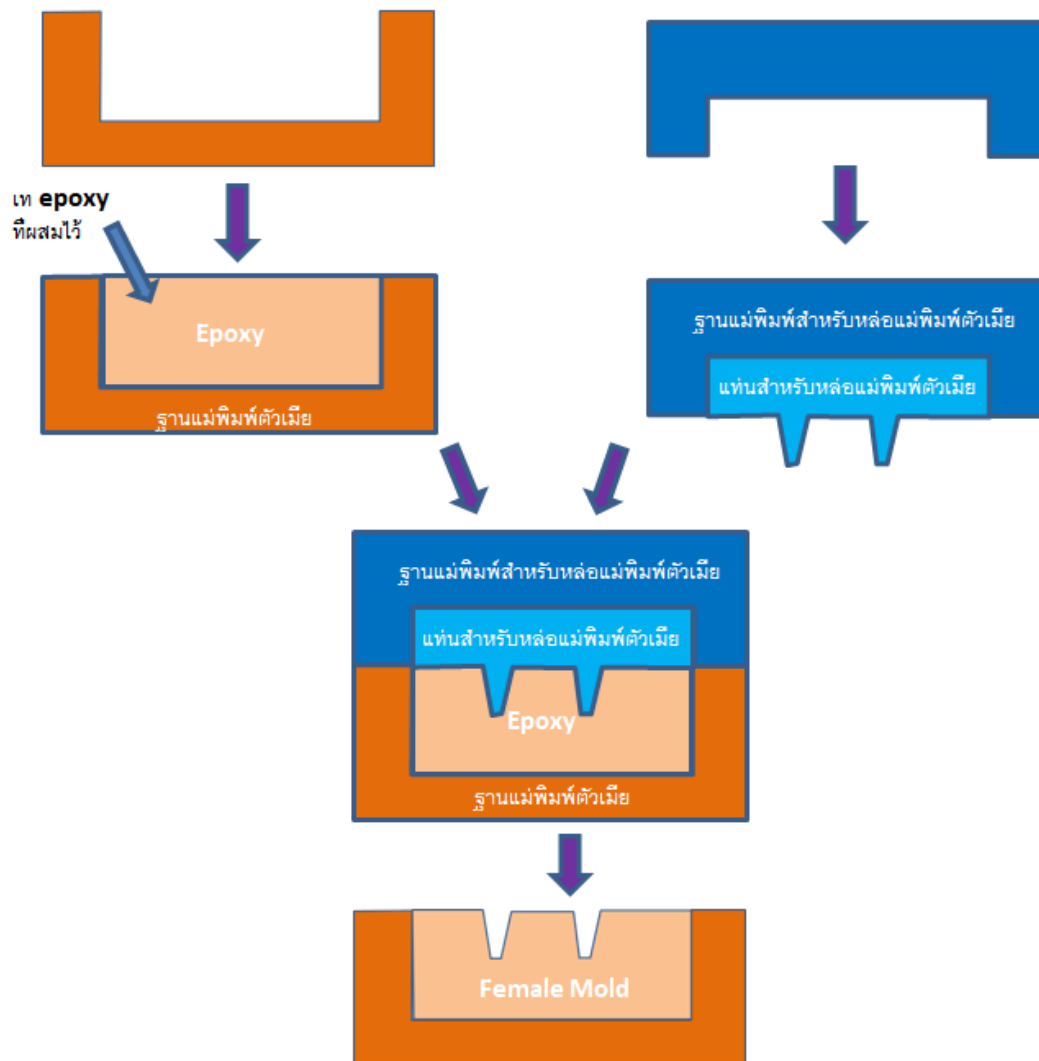 เท epoxy
ที่ผสมไว้
Epoxy
ฐานแม่พิมพ์ตัวเมีย
ฐานแม่พิมพ์สำหรับหล่อแม่พิมพ์ตัวเมีย
แท่นสำหรับหล่อแม่พิมพ์ตัวเมีย
ฐานแม่พิมพ์สำหรับหล่อแม่พิมพ์ตัวเมีย
แท่นสำหรับหล่อแม่พิมพ์ตัวเมีย
Epoxy
ฐานแม่พิมพ์ตัวเมีย
Female Mold